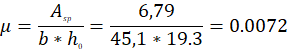 μ = A_sp / (b * h_0) = 6,79 / (45,1 * 19.3) = 0.0072